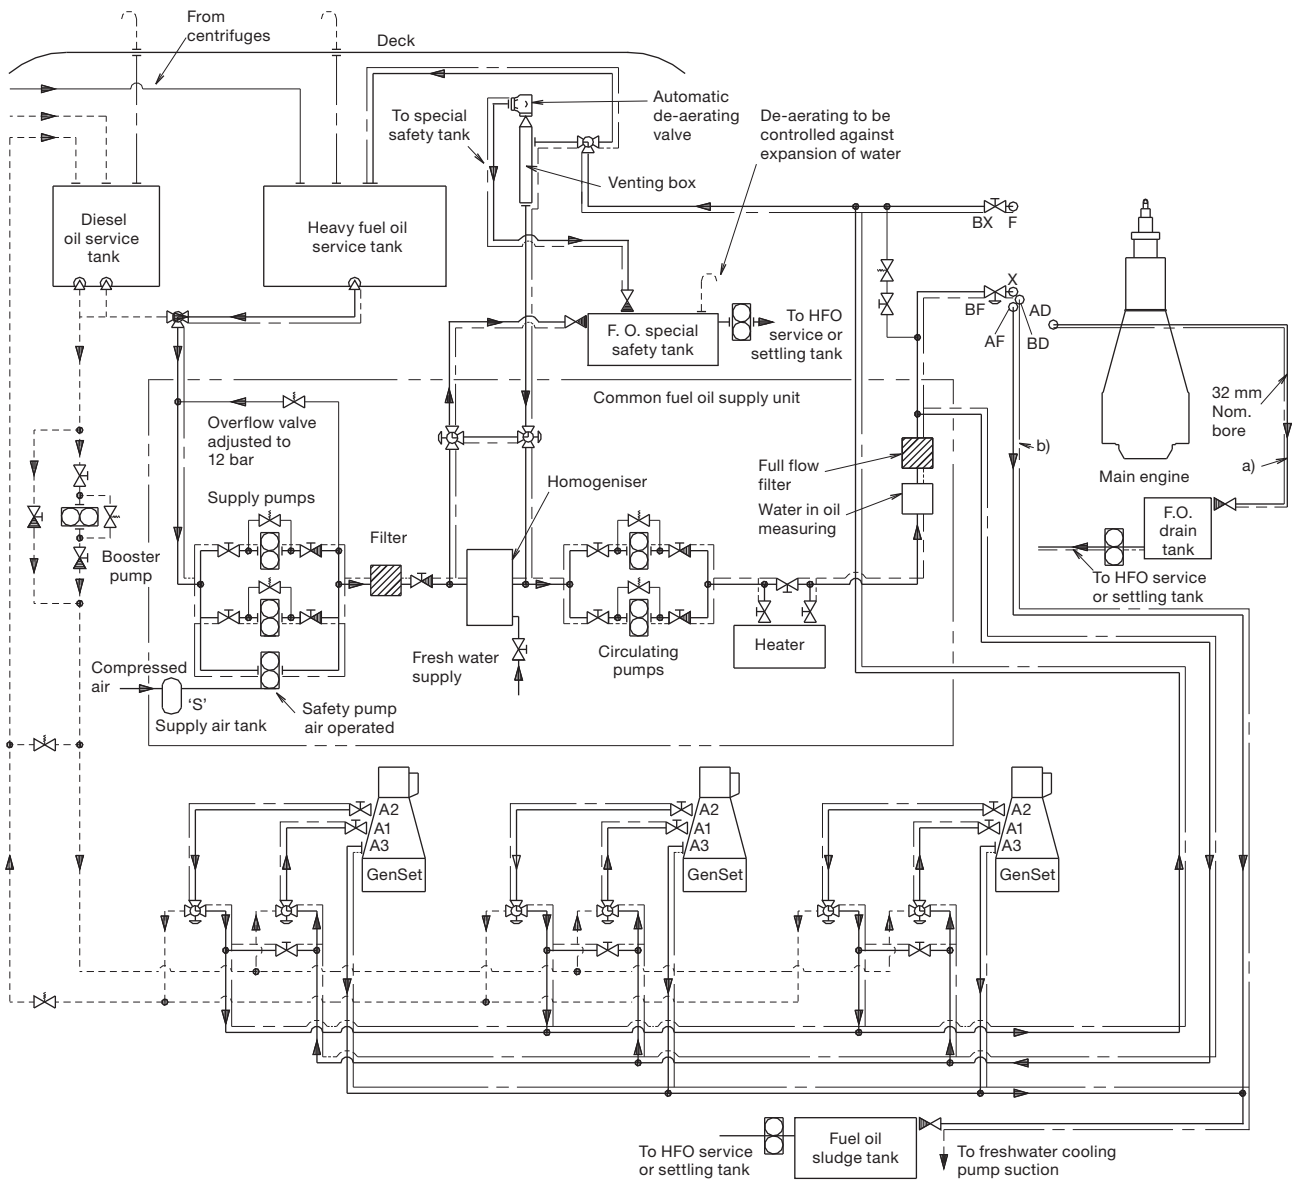 From
centrifuges
Deck
To special
safety tank
Automatic
de-aerating
valve
De-aerating to be
controlled against
expansion of water
Venting box
Diesel
oil service
tank
Heavy fuel oil
service tank
BX F
X
BF
AD
AF
BD
F. O. special
safety tank
To HFO
service or
settling tank
32 mm
Nom.
bore
a)
b)
Main engine
Common fuel oil supply unit
Overflow valve
adjusted to
12 bar
Supply pumps
Filter
Homogeniser
Full flow
filter
Water in oil
measuring
F.O.
drain
tank
To HFO service
or settling tank
Booster
pump
Compressed
air
'S'
Supply air tank
Safety pump
air operated
Fresh water
supply
Circulating
pumps
Heater
A2
A1
A3
GenSet
A2
A1
A3
GenSet
A2
A1
A3
GenSet
To HFO service
or settling tank
Fuel oil
sludge tank
To freshwater cooling
pump suction